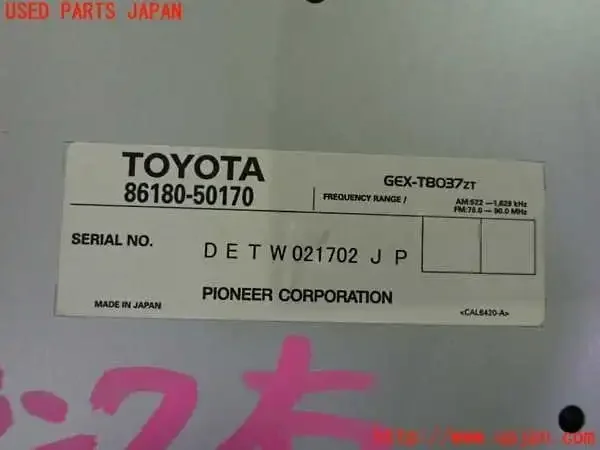 USED PARTS JAPAN
TOYOTA
86180-50170
GEX-T8037ZT
FREQUENCY RANGE /
AM:522 —1,629 kHz
FM:76.0 — 90.0 MHz
SERIAL NO.
DETW021702JP
MADE IN JAPAN
PIONEER CORPORATION
<CAL6420-A>